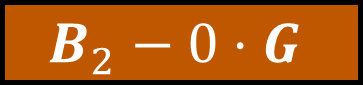 B₂ − 0 · G